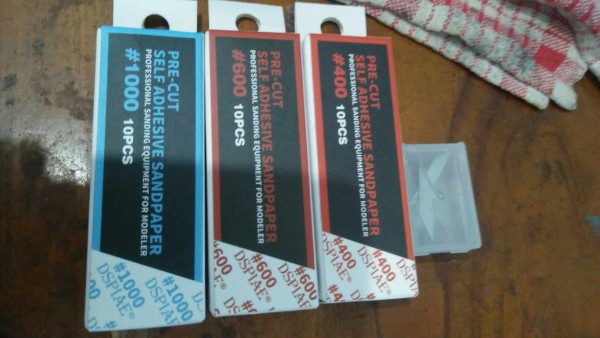 PRE-CUT
SELF ADHESIVE SANDPAPER
PROFESSIONAL SANDING EQUIPMENT FOR MODELER
#1000 10PCS
#1000
#1000
DSPIAE®
DSPIAE
PRE-CUT
SELF ADHESIVE SANDPAPER
PROFESSIONAL SANDING EQUIPMENT FOR MODELER
#600 10PCS
#600
#600
#600
DSPIAE
DSPIAE®
PRE-CUT
SELF ADHESIVE SANDPAPER
PROFESSIONAL SANDING EQUIPMENT FOR MODELER
#400 10PCS
#400
#400
DSPIAE
DSPIAE®